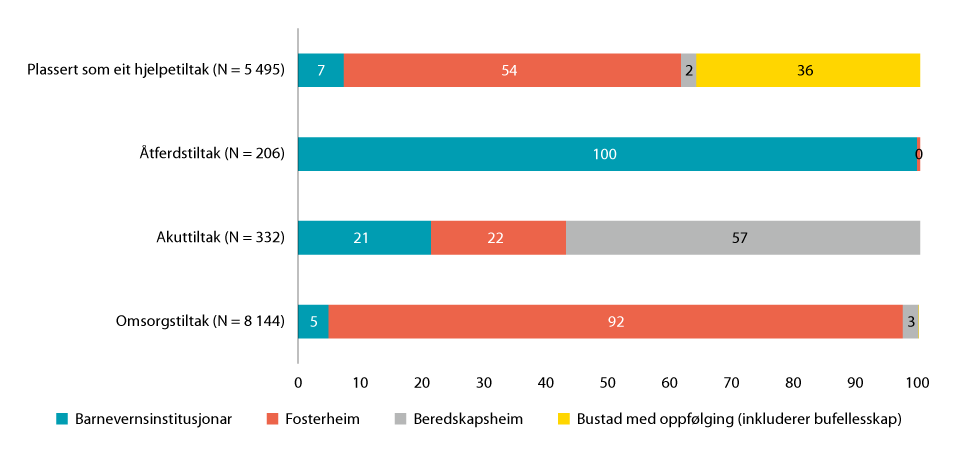 Plassert som eit hjelpetiltak (N = 5 495) 7 54 2 36
Åtferdstiltak (N = 206) 100 0
Akuttiltak (N = 332) 21 22 57
Omsorgstiltak (N = 8 144) 5 92 3
0 10 20 30 40 50 60 70 80 90 100
Barnevernsinstitusjonar Fosterheim Beredskapsheim Bustad med oppfølging (inkluderer bufellesskap)